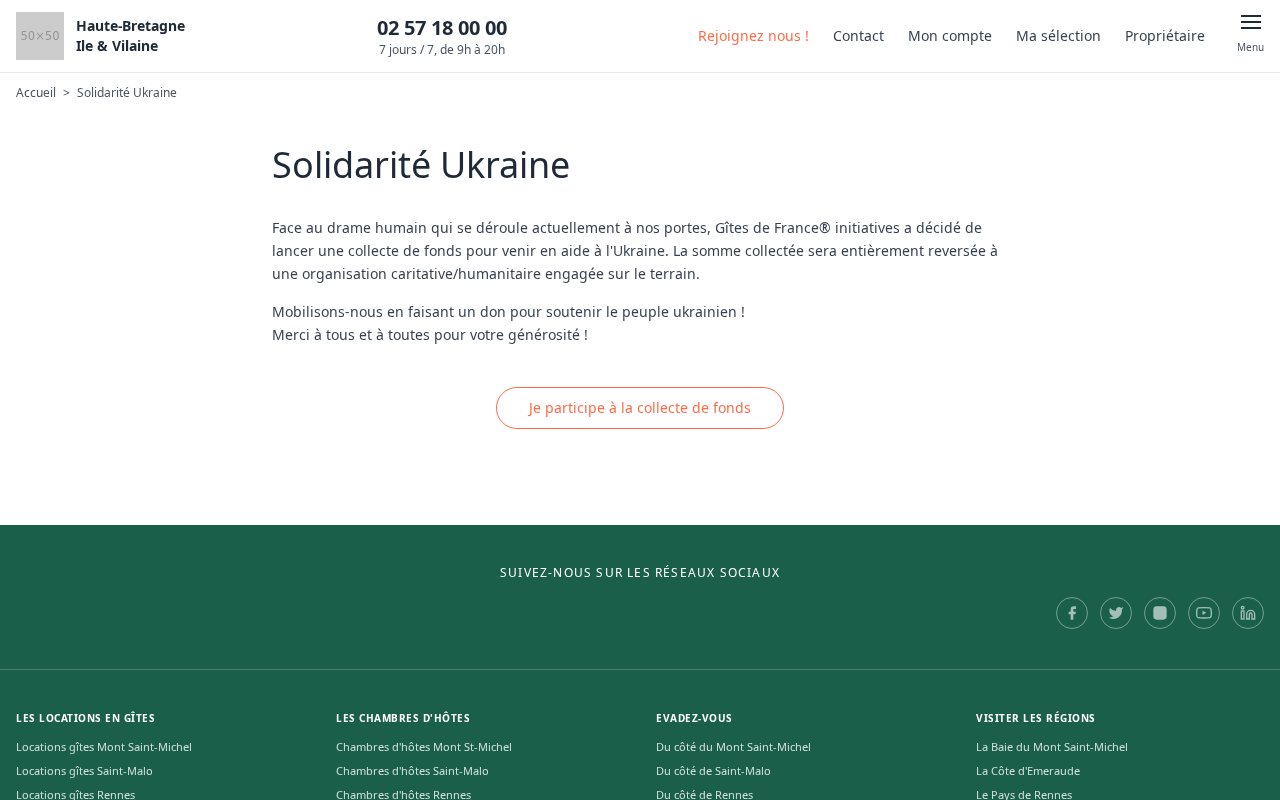 50×50
Haute-Bretagne
Ile & Vilaine
02 57 18 00 00
7 jours / 7, de 9h à 20h
Rejoignez nous !
Contact
Mon compte
Ma sélection
Propriétaire
Menu
Accueil > Solidarité Ukraine
Solidarité Ukraine
Face au drame humain qui se déroule actuellement à nos portes, Gîtes de France® initiatives a décidé de
lancer une collecte de fonds pour venir en aide à l'Ukraine. La somme collectée sera entièrement reversée à
une organisation caritative/humanitaire engagée sur le terrain.
Mobilisons-nous en faisant un don pour soutenir le peuple ukrainien !
Merci à tous et à toutes pour votre générosité !
Je participe à la collecte de fonds
SUIVEZ-NOUS SUR LES RÉSEAUX SOCIAUX
LES LOCATIONS EN GÎTES
Locations gîtes Mont Saint-Michel
Locations gîtes Saint-Malo
Locations gîtes Rennes
LES CHAMBRES D'HÔTES
Chambres d'hôtes Mont St-Michel
Chambres d'hôtes Saint-Malo
Chambres d'hôtes Rennes
EVADEZ-VOUS
Du côté du Mont Saint-Michel
Du côté de Saint-Malo
Du côté de Rennes
VISITER LES RÉGIONS
La Baie du Mont Saint-Michel
La Côte d'Emeraude
Le Pays de Rennes